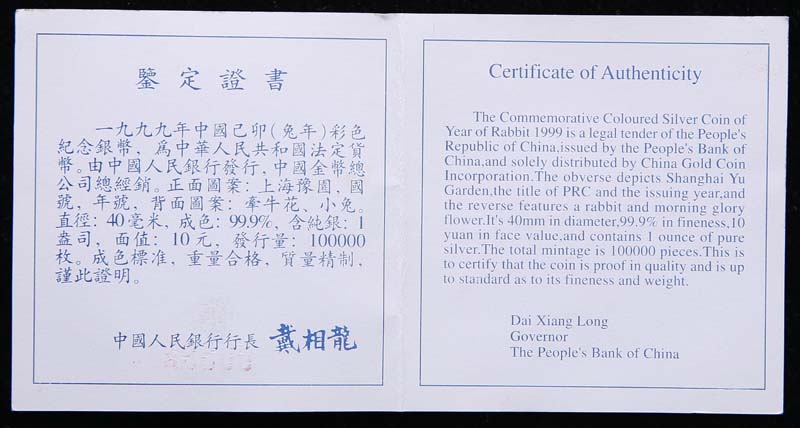 鑒定證書
一九九九年中國己卯(兔年)彩色
紀念銀幣,爲中華人民共和國法定貨
幣。由中國人民銀行發行,中國金幣總
公司總經銷。正面圖案:上海豫園,國
號,年號,背面圖案:牽牛花,小兔。
直徑:40毫米,成色:99.9%,含純銀:1
盎司,面值:10元,發行量:100000
枚。成色標准,重量合格,質量精制,
謹此證明。
中國人民銀行行長 戴相龍
Certificate of Authenticity
The Commemorative Coloured Silver Coin of
Year of Rabbit 1999 is a legal tender of the People's
Republic of China,issued by the People's Bank of
China,and solely distributed by China Gold Coin
Incorporation.The obverse depicts Shanghai Yu
Garden,the title of PRC and the issuing year,and
the reverse features a rabbit and morning glory
flower.It's 40mm in diameter,99.9% in fineness,10
yuan in face value,and contains 1 ounce of pure
silver.The total mintage is 100000 pieces.This is
to certify that the coin is proof in quality and is up
to standard as to its fineness and weight.
Dai Xiang Long
Governor
The People's Bank of China